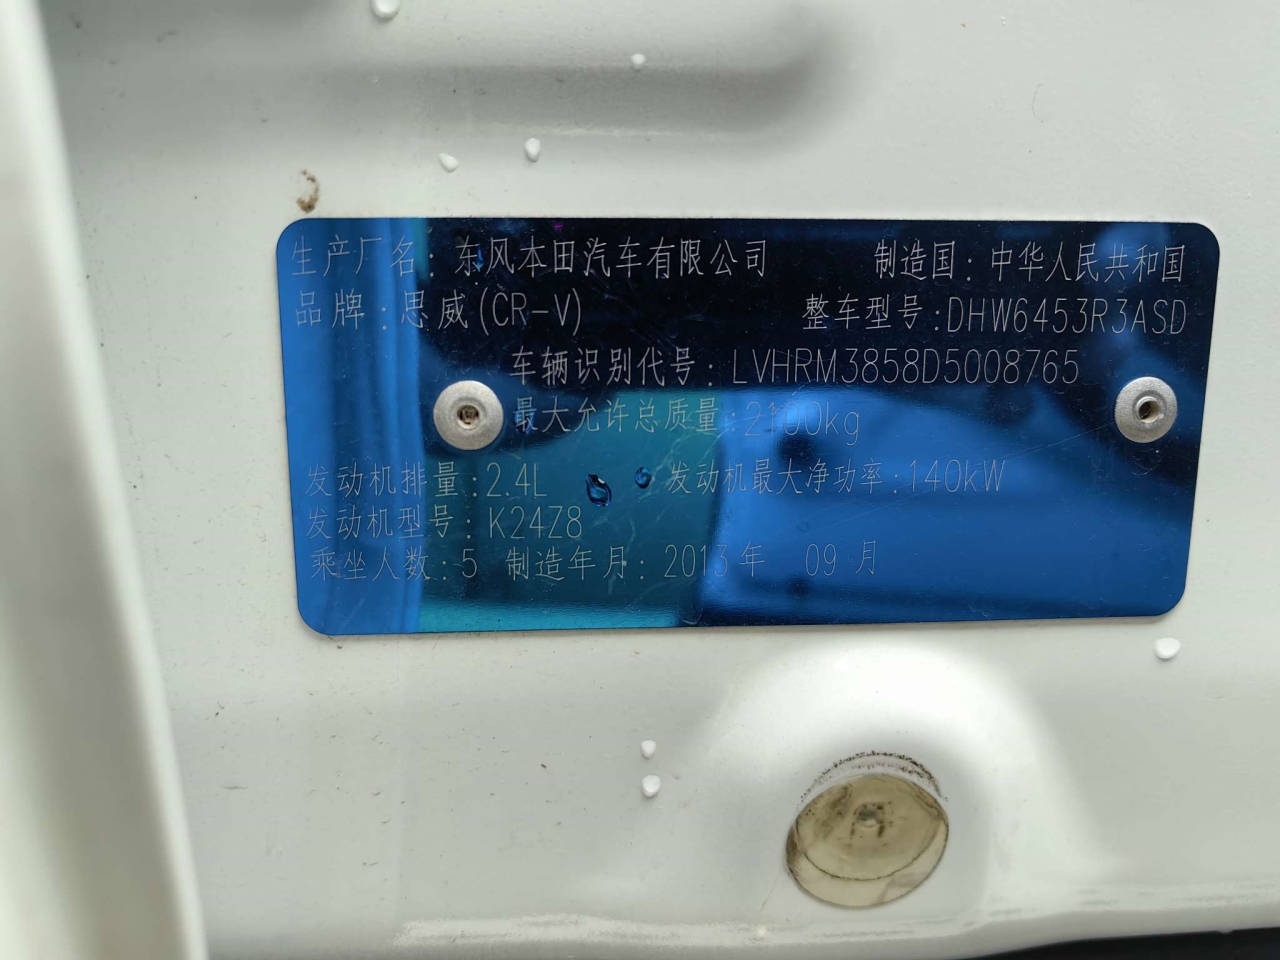 生产厂名：东风本田汽车有限公司 制造国：中华人民共和国
品牌：思威(CR-V) 整车型号：DHW6453R3ASD
车辆识别代号：LVHRM3858D5008765
最大允许总质量：2100kg
发动机排量：2.4L 发动机最大净功率：140kW
发动机型号：K24Z8
乘坐人数：5 制造年月：2013年 09月